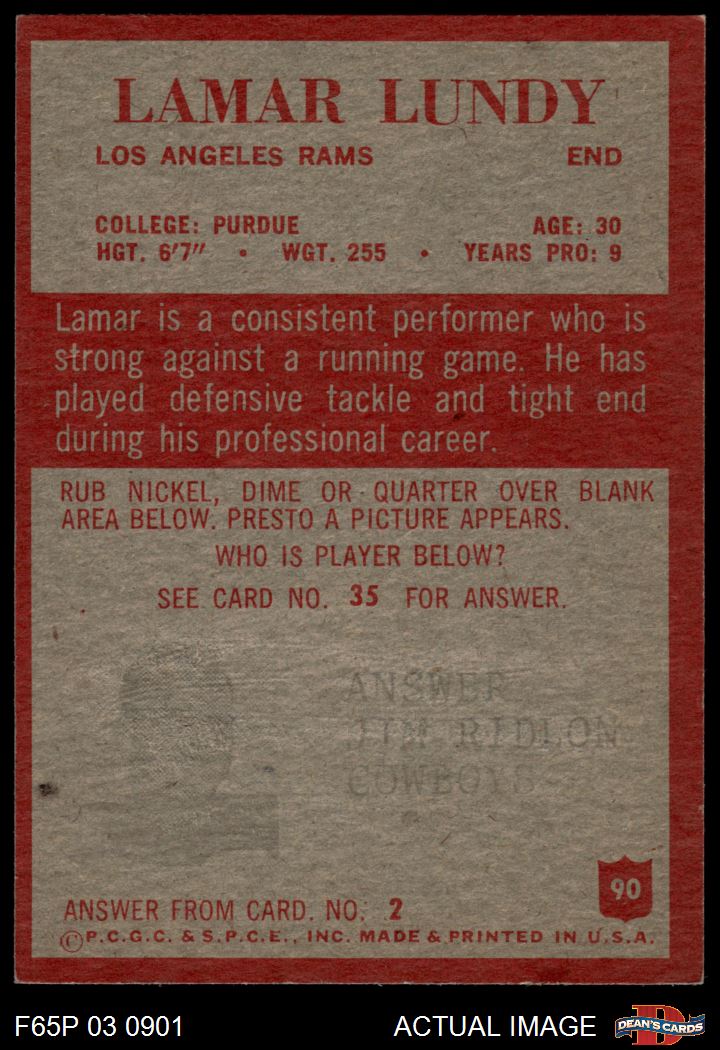 LAMAR LUNDY
LOS ANGELES RAMS END
COLLEGE: PURDUE AGE: 30
HGT. 6'7" • WGT. 255 • YEARS PRO: 9
Lamar is a consistent performer who is
strong against a running game. He has
played defensive tackle and tight end
during his professional career.
RUB NICKEL, DIME OR QUARTER OVER BLANK
AREA BELOW. PRESTO A PICTURE APPEARS.
WHO IS PLAYER BELOW?
SEE CARD NO. 35 FOR ANSWER.
ANSWER
JIM RIDLON
COWBOYS
90
ANSWER FROM CARD. NO. 2
©P.C.G.C. & S.P.C.E., INC. MADE & PRINTED IN U.S.A.
F65P 03 0901 ACTUAL IMAGE DEAN'S CARDS